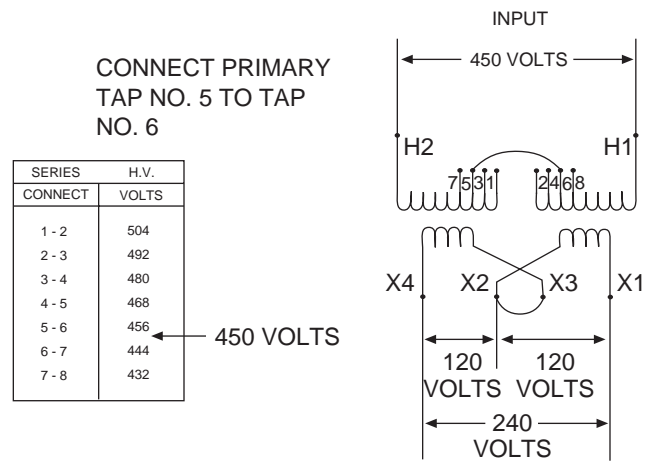 INPUT
450 VOLTS
CONNECT PRIMARY
TAP NO. 5 TO TAP
NO. 6
H2 H1
7 5 3 1 2 4 6 8
SERIES H.V.
CONNECT VOLTS
1 - 2 504
2 - 3 492
3 - 4 480
4 - 5 468
5 - 6 456
6 - 7 444
7 - 8 432
450 VOLTS
X4 X2 X3 X1
120 120
VOLTS VOLTS
240
VOLTS